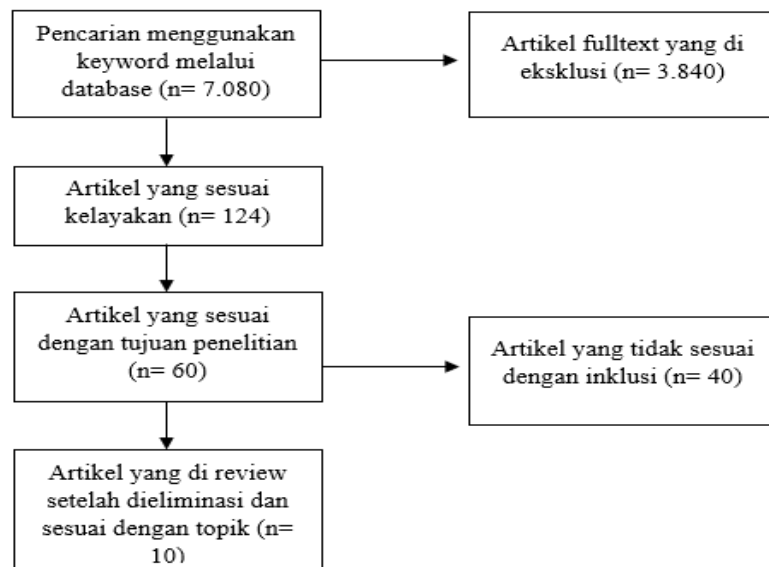 Pencarian menggunakan
keyword melalui
database (n= 7.080)
Artikel fulltext yang di
eksklusi (n= 3.840)
Artikel yang sesuai
kelayakan (n= 124)
Artikel yang sesuai
dengan tujuan penelitian
(n= 60)
Artikel yang tidak sesuai
dengan inklusi (n= 40)
Artikel yang di review
setelah dieliminasi dan
sesuai dengan topik (n=
10)